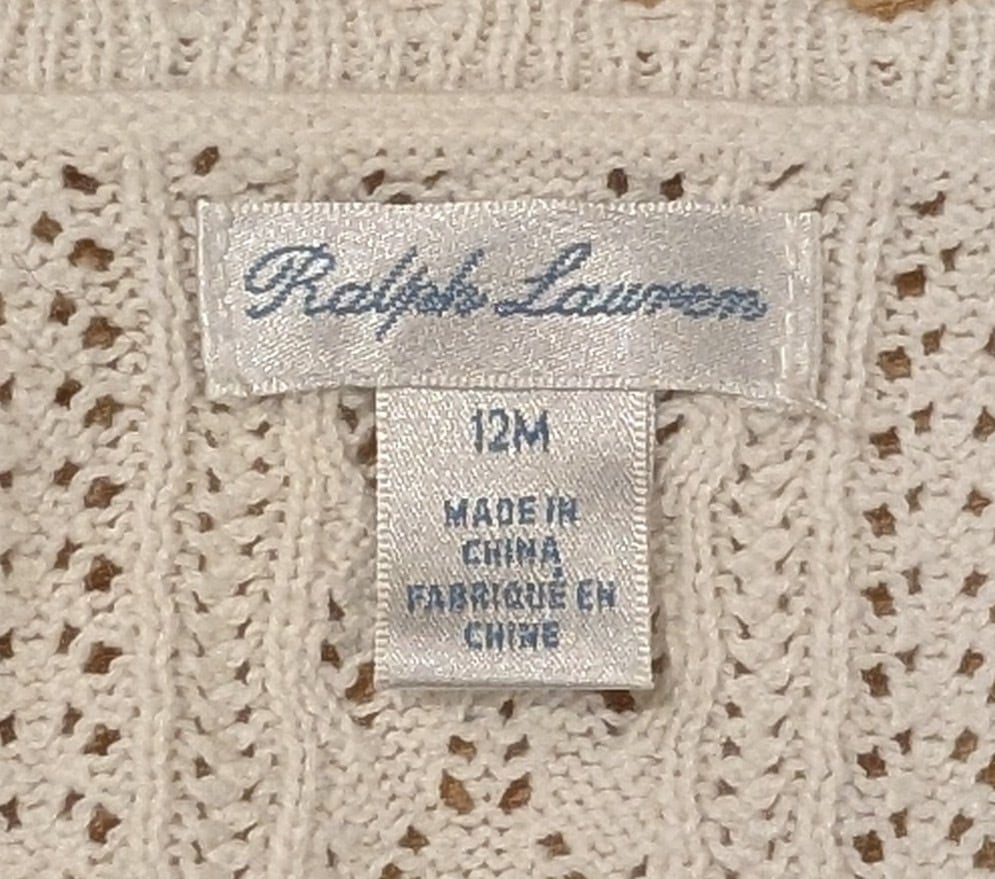 Ralph Lauren
12M
MADE IN
CHINA
FABRIQUÉ EN
CHINE